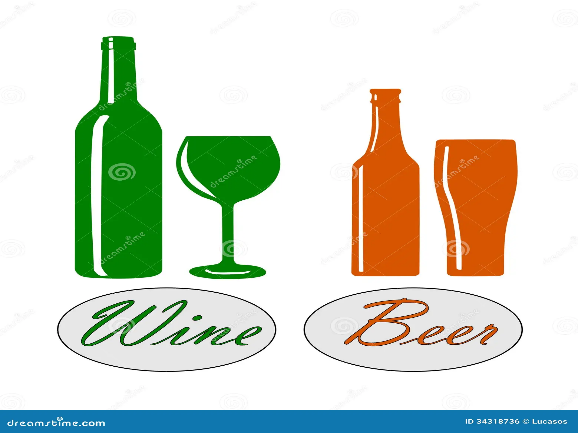 Wine
Beer
dreamstime.com
ID 34318736 © Lucasos